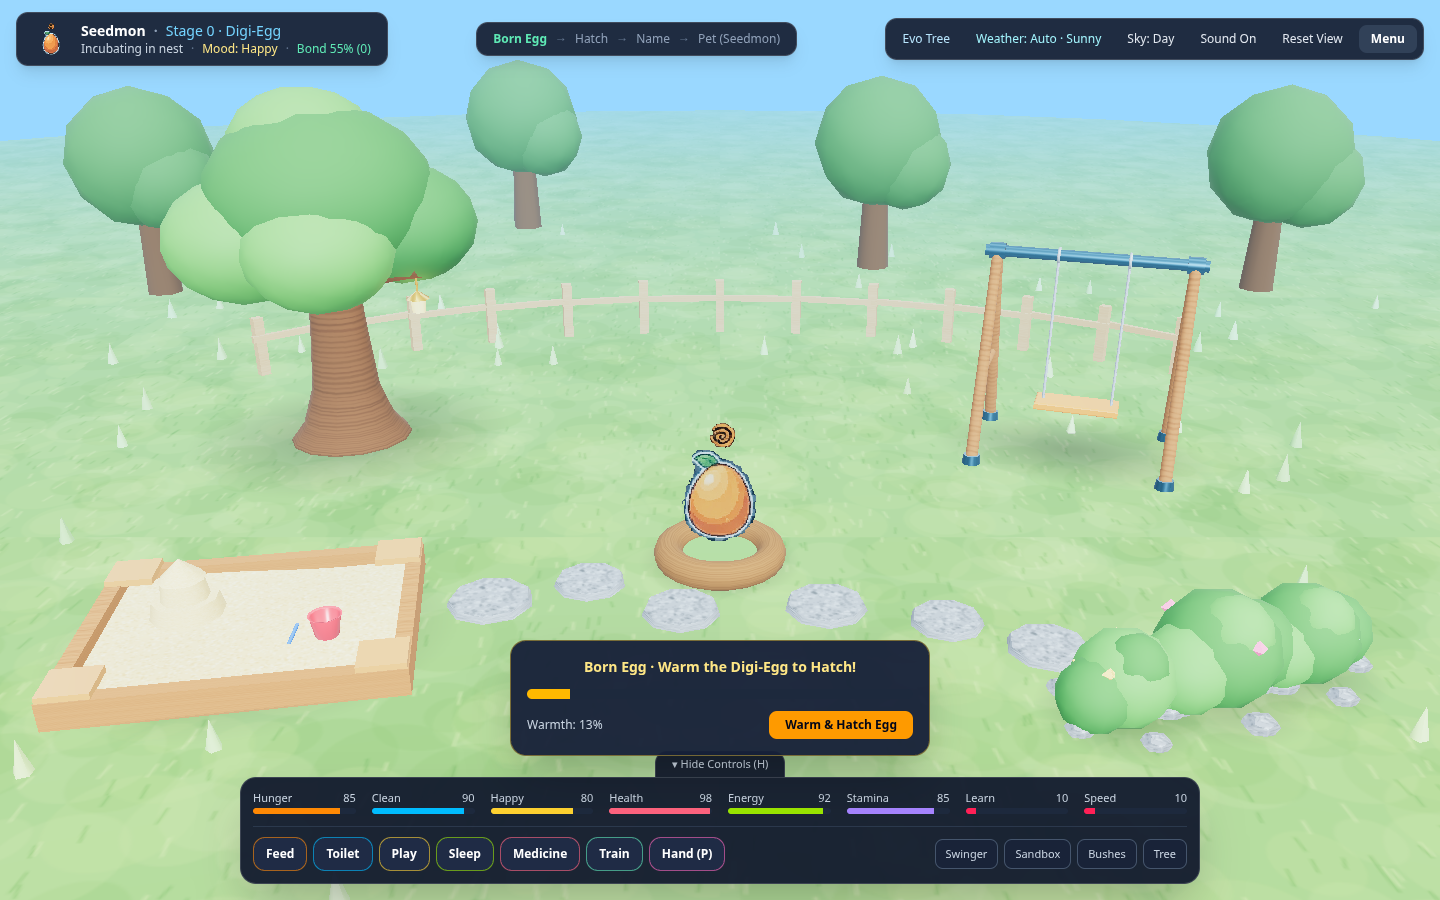 Seedmon · Stage 0 · Digi-Egg
Incubating in nest · Mood: Happy · Bond 55% (0)
Born Egg → Hatch → Name → Pet (Seedmon)
Evo Tree Weather: Auto · Sunny Sky: Day Sound On Reset View Menu
Born Egg · Warm the Digi-Egg to Hatch!
Warmth: 13% Warm & Hatch Egg
▾ Hide Controls (H)
Hunger 85 Clean 90 Happy 80 Health 98 Energy 92 Stamina 85 Learn 10 Speed 10
Feed Toilet Play Sleep Medicine Train Hand (P) Swinger Sandbox Bushes Tree